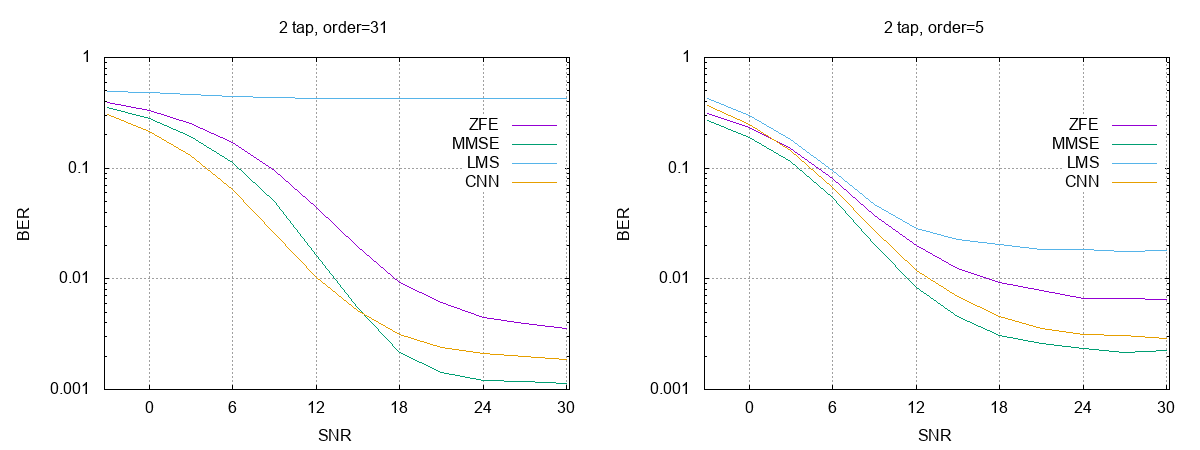 2 tap, order=31
1
0.1
0.01
0.001
BER
0
6
12
18
24
30
SNR
ZFE
MMSE
LMS
CNN
2 tap, order=5
1
0.1
0.01
0.001
BER
0
6
12
18
24
30
SNR
ZFE
MMSE
LMS
CNN